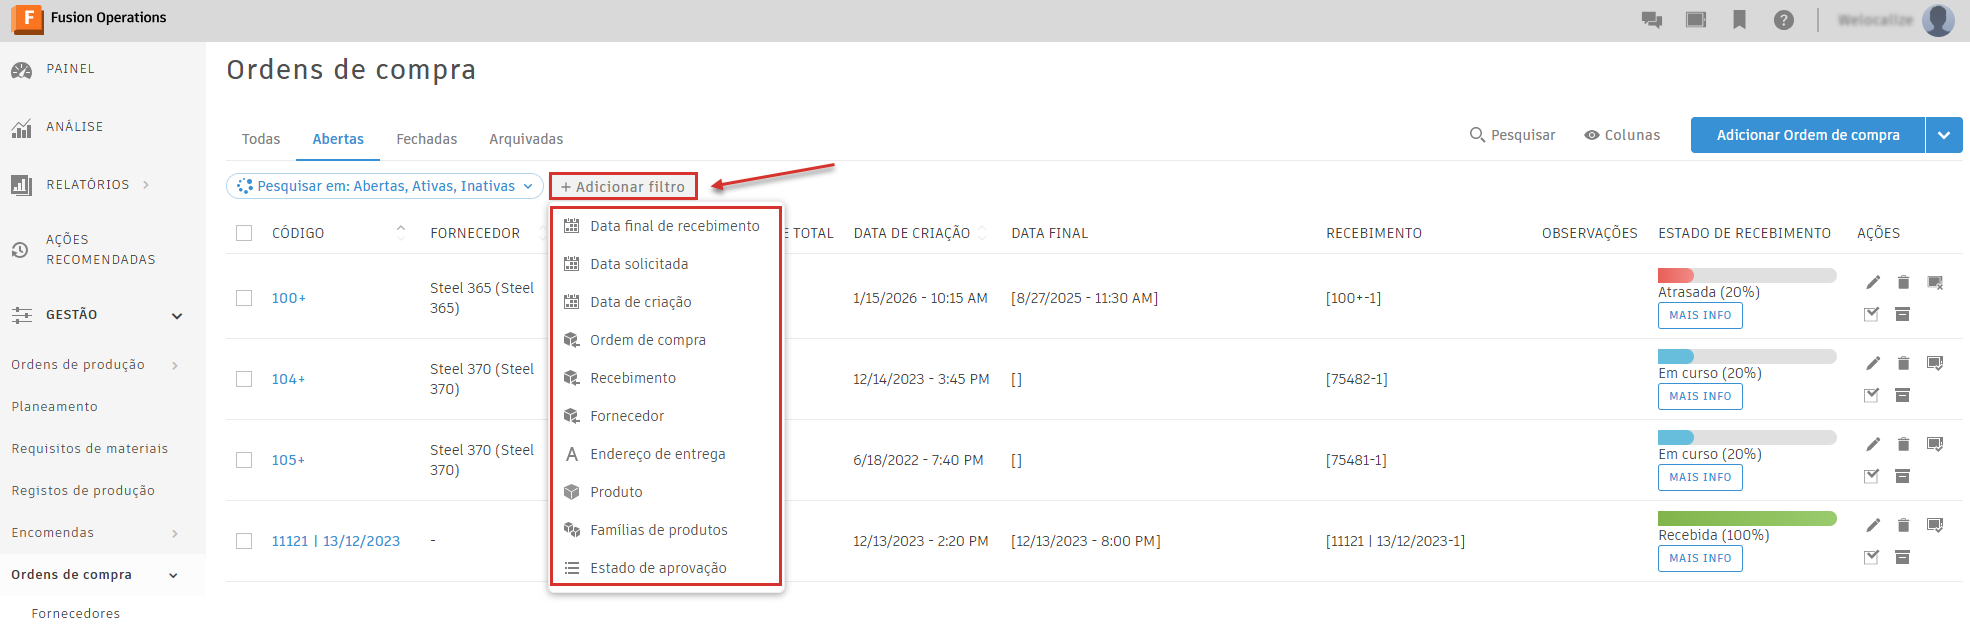 F Fusion Operations
Welocalize
PAINEL
ANÁLISE
RELATÓRIOS
AÇÕES
RECOMENDADAS
GESTÃO
Ordens de produção
Planeamento
Requisitos de materiais
Registos de produção
Encomendas
Ordens de compra
Fornecedores
Ordens de compra
Todas Abertas Fechadas Arquivadas
Pesquisar Colunas Adicionar Ordem de compra
Pesquisar em: Abertas, Ativas, Inativas + Adicionar filtro
Data final de recebimento
Data solicitada
Data de criação
Ordem de compra
Recebimento
Fornecedor
Endereço de entrega
Produto
Famílias de produtos
Estado de aprovação
CÓDIGO FORNECEDOR E TOTAL DATA DE CRIAÇÃO DATA FINAL RECEBIMENTO OBSERVAÇÕES ESTADO DE RECEBIMENTO AÇÕES
100+ Steel 365 (Steel 365) 1/15/2026 - 10:15 AM [8/27/2025 - 11:30 AM] [100+-1] Atrasada (20%)
MAIS INFO
104+ Steel 370 (Steel 370) 12/14/2023 - 3:45 PM [] [75482-1] Em curso (20%)
MAIS INFO
105+ Steel 370 (Steel 370) 6/18/2022 - 7:40 PM [] [75481-1] Em curso (20%)
MAIS INFO
11121 | 13/12/2023 - 12/13/2023 - 2:20 PM [12/13/2023 - 8:00 PM] [11121 | 13/12/2023-1] Recebida (100%)
MAIS INFO